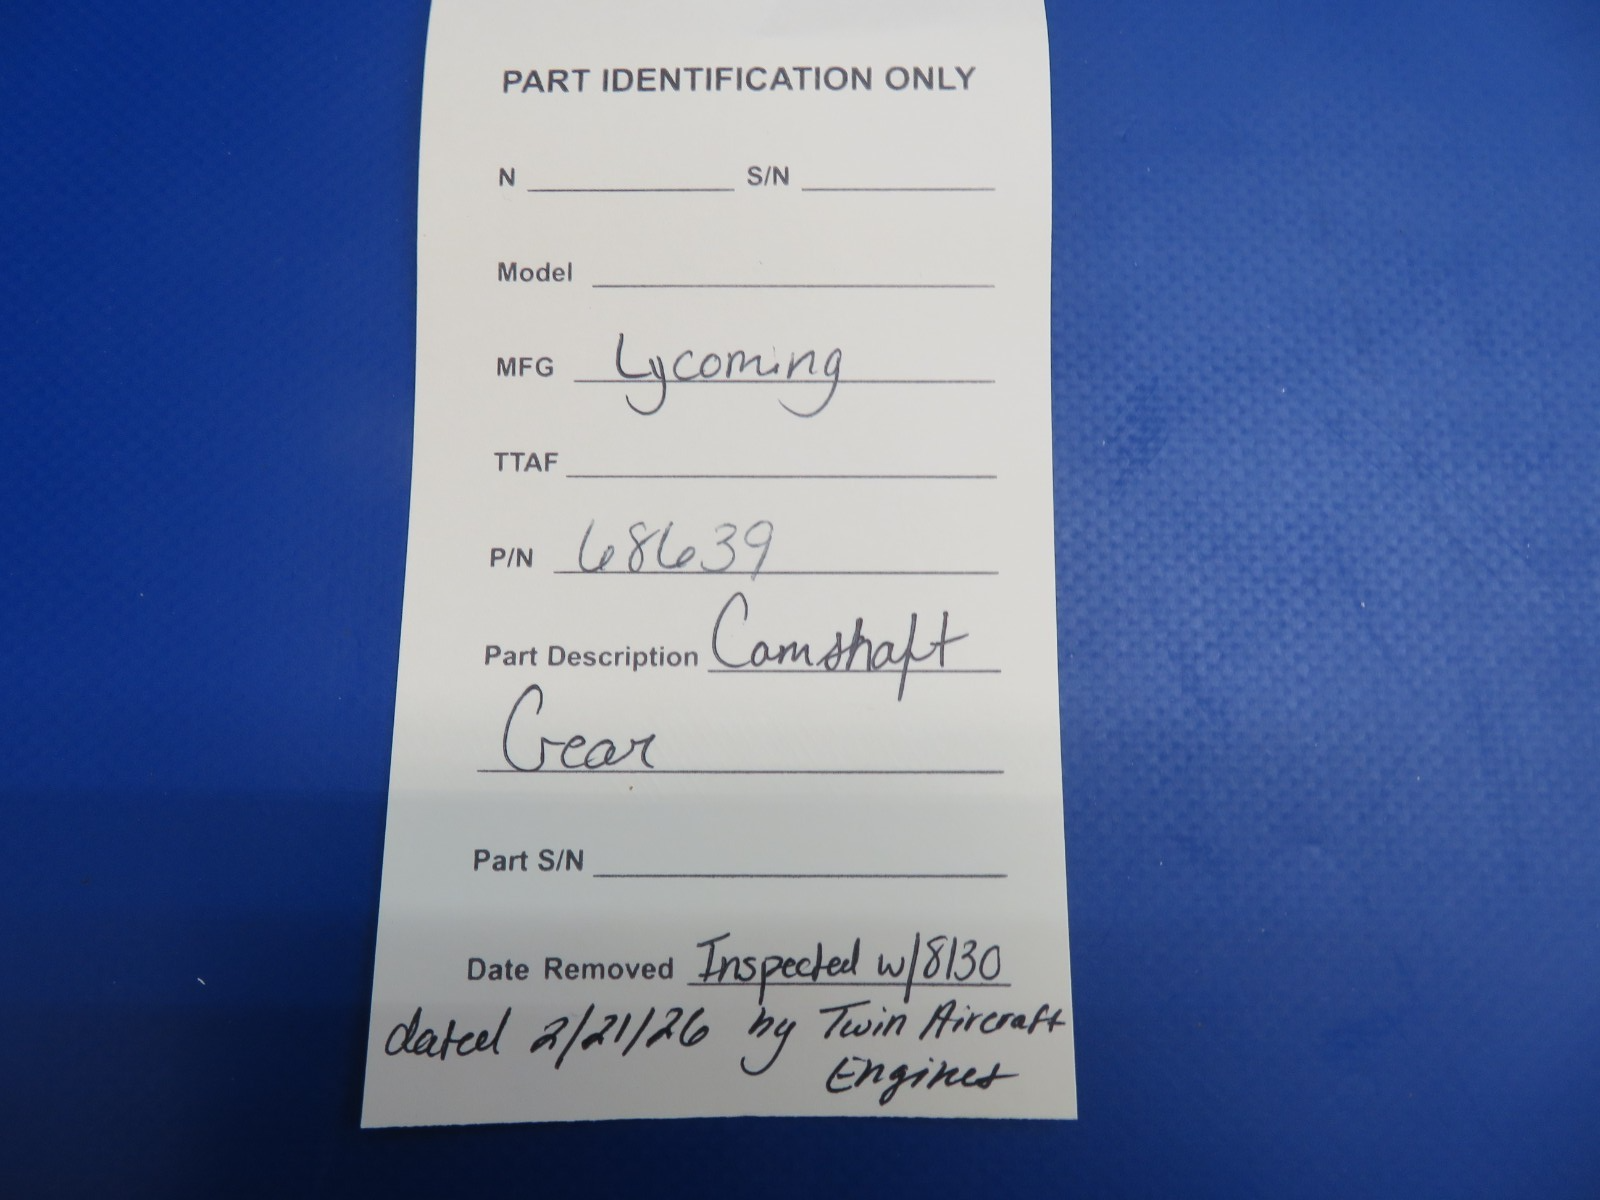 PART IDENTIFICATION ONLY
N S/N
Model
MFG Lycoming
TTAF
P/N 68639
Part Description Camshaft
Gear
Part S/N
Date Removed Inspected w/8130
dated 2/21/26 by Twin Aircraft
Engines